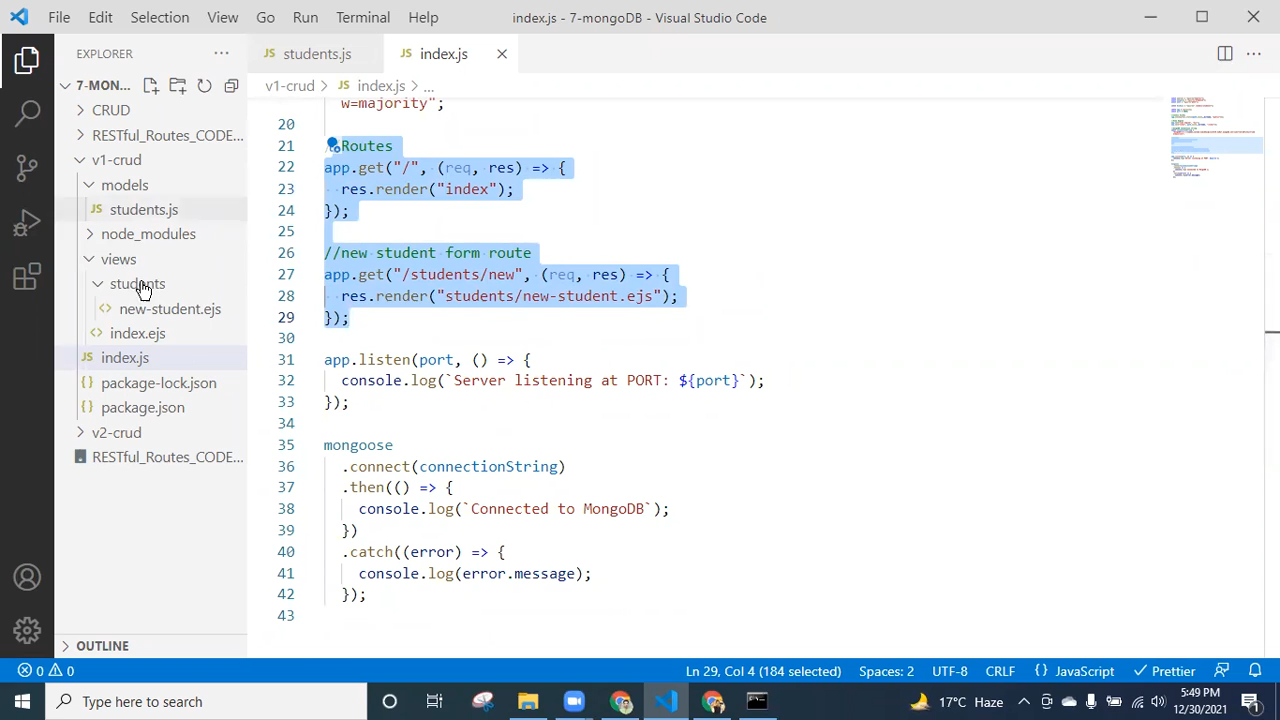 File Edit Selection View Go Run Terminal Help index.js - 7-mongoDB - Visual Studio Code
EXPLORER ...
JS students.js JS index.js
7-MON...
v1-crud > JS index.js > ...
CRUD
RESTful_Routes_CODE...
v1-crud
models
JS students.js
node_modules
views
students
new-student.ejs
index.ejs
JS index.js
package-lock.json
package.json
v2-crud
RESTful_Routes_CODE...
OUTLINE
w=majority";
20
21 Routes
22 app.get("/", (req, res) => {
23 res.render("index");
24 });
25
26 //new student form route
27 app.get("/students/new", (req, res) => {
28 res.render("students/new-student.ejs");
29 });
30
31 app.listen(port, () => {
32 console.log(`Server listening at PORT: ${port}`);
33 });
34
35 mongoose
36 .connect(connectionString)
37 .then(() => {
38 console.log(`Connected to MongoDB`);
39 })
40 .catch((error) => {
41 console.log(error.message);
42 });
43
0 0 Ln 29, Col 4 (184 selected) Spaces: 2 UTF-8 CRLF {} JavaScript Prettier
Type here to search 17°C Haze 5:49 PM
12/30/2021 1